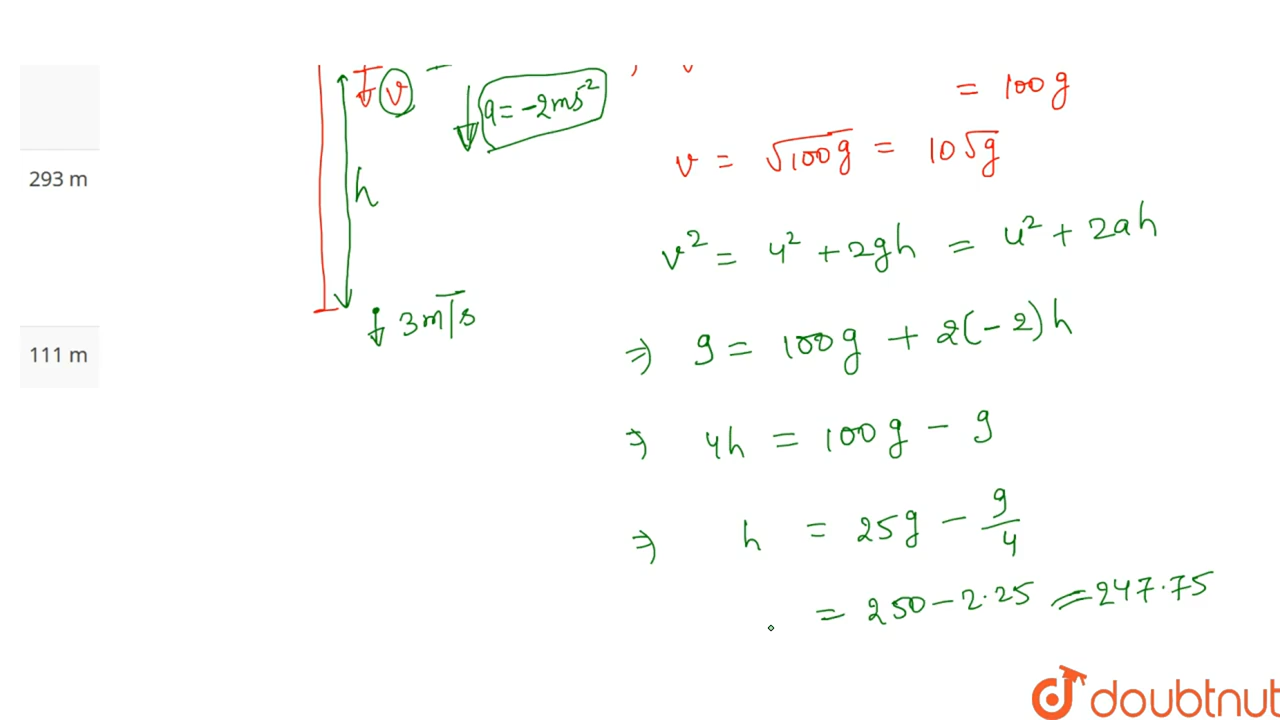 = 100g
v
a = -2ms⁻²
v = √100g = 10√g
293 m
h
v² = u² + 2gh = u² + 2ah
3m/s
⇒ 9 = 100g + 2(-2)h
111 m
⇒ 4h = 100g - 9
⇒ h = 25g - 9/4
= 250 - 2.25 = 247.75
doubtnut